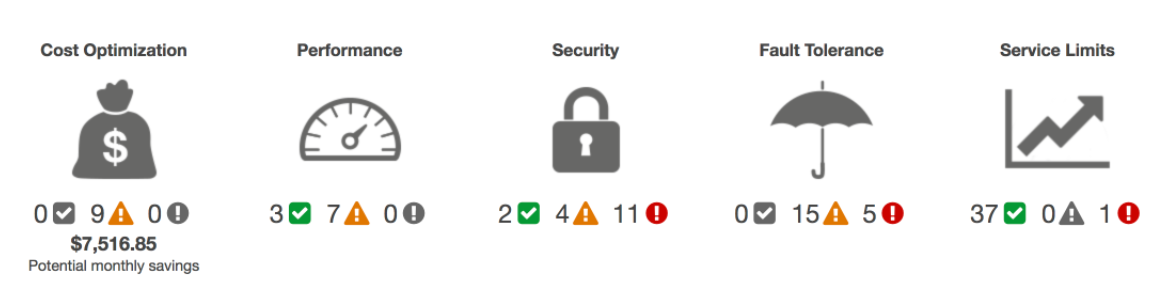 Cost Optimization
Performance
Security
Fault Tolerance
Service Limits
$
0 9 0
3 7 0
2 4 11
0 15 5
37 0 1
$7,516.85
Potential monthly savings